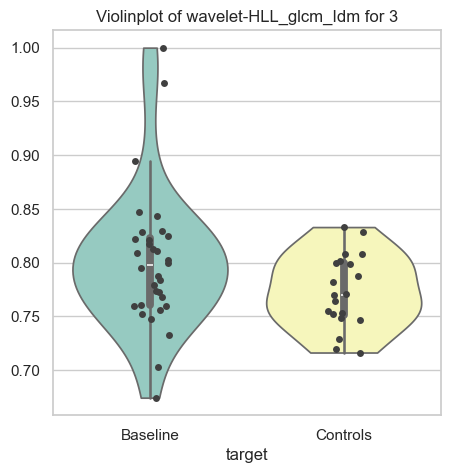 Violinplot of wavelet-HLL_glcm_Idm for 3
1.00
0.95
0.90
0.85
0.80
0.75
0.70
Baseline
Controls
target